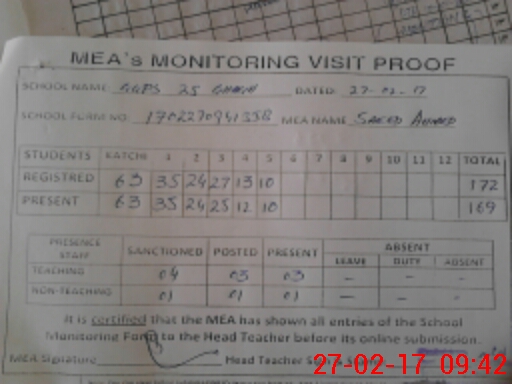 MEA's MONITORING VISIT PROOF
SCHOOL NAME: GGPS 25 DATED: 27-02-17
SCHOOL FORM NO. MEA NAME Saeed Ahmed
STUDENTS KATCHI 1 2 3 4 5 6 7 8 9 10 11 12 TOTAL
REGISTRED 63 35 24 27 13 10 172
PRESENT 63 35 24 25 12 10 169
PRESENCE STAFF SANCTIONED POSTED PRESENT ABSENT
LEAVE DUTY ABSENT
TEACHING 04 03 03 - - -
NON-TEACHING 01 01 01 - - -
It is certified that the MEA has shown all entries of the School
Monitoring Form to the Head Teacher before its online submission.
MEA Signature Head Teacher
27-02-17 09:42